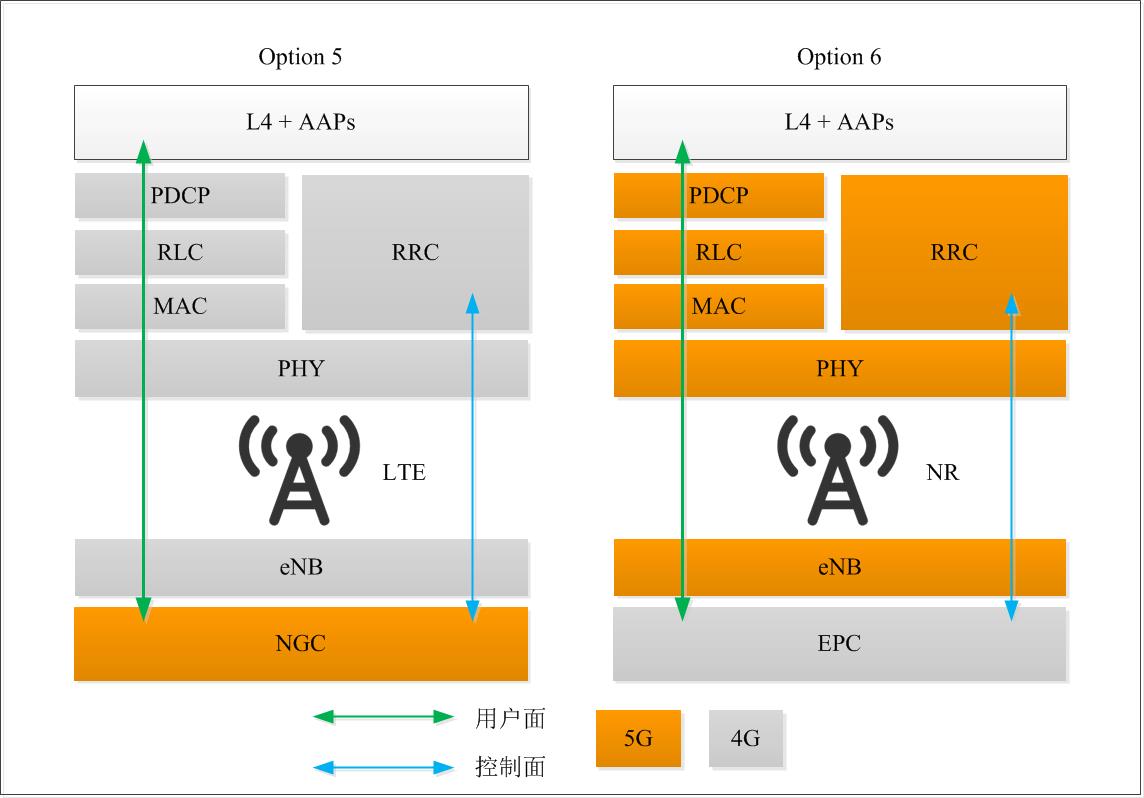 Option 5
L4 + AAPs
PDCP
RLC
MAC
RRC
PHY
LTE
eNB
NGC
Option 6
L4 + AAPs
PDCP
RLC
MAC
RRC
PHY
NR
eNB
EPC
用户面
控制面
5G
4G